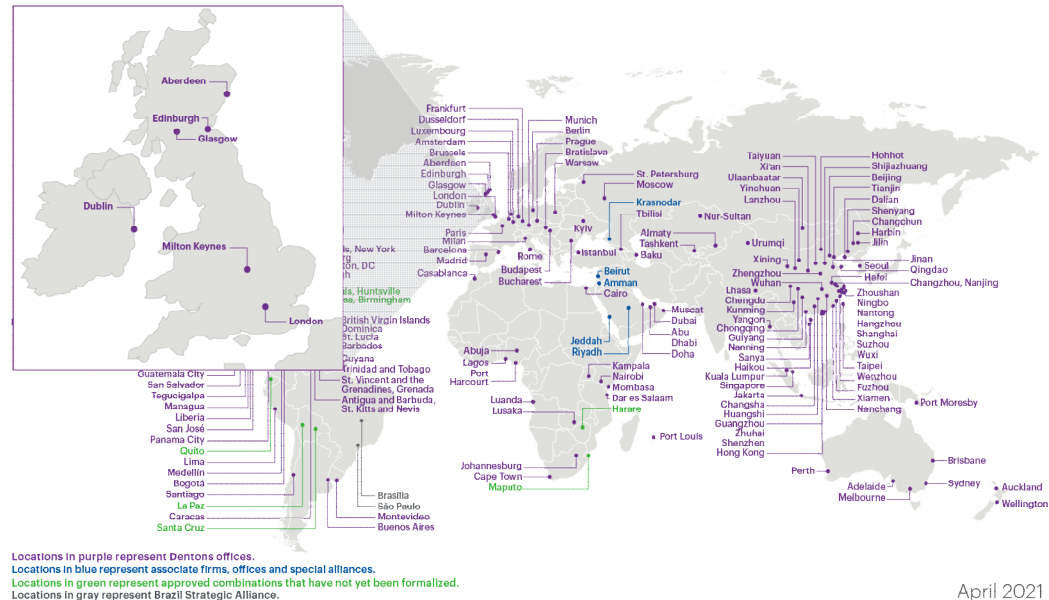 Aberdeen
Edinburgh
Glasgow
Dublin
Milton Keynes
London
New York
DC
Huntsville
Birmingham
British Virgin Islands
Dominica
St. Lucia
Barbados
Guyana
Trinidad and Tobago
St. Vincent and the
Grenadines, Grenada
Antigua and Barbuda,
St. Kitts and Nevis
Guatemala City
San Salvador
Tegucigalpa
Managua
Liberia
San José
Panama City
Quito
Lima
Medellín
Bogotá
Santiago
La Paz
Caracas
Santa Cruz
Brasília
São Paulo
Montevideo
Buenos Aires
Frankfurt
Dusseldorf
Luxembourg
Amsterdam
Brussels
Aberdeen
Edinburgh
Glasgow
London
Dublin
Milton Keynes
Paris
Milan
Barcelona
Madrid
Casablanca
Munich
Berlin
Prague
Bratislava
Warsaw
St. Petersburg
Moscow
Krasnodar
Tbilisi
Kyiv
Istanbul
Rome
Budapest
Bucharest
Baku
Beirut
Amman
Cairo
Nur-Sultan
Almaty
Tashkent
Muscat
Dubai
Abu
Dhabi
Doha
Jeddah
Riyadh
Abuja
Lagos
Port
Harcourt
Kampala
Nairobi
Mombasa
Dar es Salaam
Harare
Luanda
Lusaka
Port Louis
Johannesburg
Cape Town
Maputo
Taiyuan
Xi'an
Ulaanbaatar
Yinchuan
Lanzhou
Urumqi
Xining
Zhengzhou
Wuhan
Lhasa
Chengdu
Kunming
Yangon
Chongqing
Guiyang
Nanning
Sanya
Haikou
Kuala Lumpur
Singapore
Jakarta
Changsha
Huangshi
Guangzhou
Zhuhai
Shenzhen
Hong Kong
Hohhot
Shijiazhuang
Beijing
Tianjin
Dalian
Shenyang
Changchun
Harbin
Jilin
Jinan
Seoul
Qingdao
Hefei
Changzhou, Nanjing
Zhoushan
Ningbo
Nantong
Hangzhou
Shanghai
Suzhou
Wuxi
Taipei
Wenzhou
Fuzhou
Xiamen
Nanchang
Port Moresby
Perth
Brisbane
Adelaide
Sydney
Melbourne
Auckland
Wellington
Locations in purple represent Dentons offices.
Locations in blue represent associate firms, offices and special alliances.
Locations in green represent approved combinations that have not yet been formalized.
Locations in gray represent Brazil Strategic Alliance.
April 2021